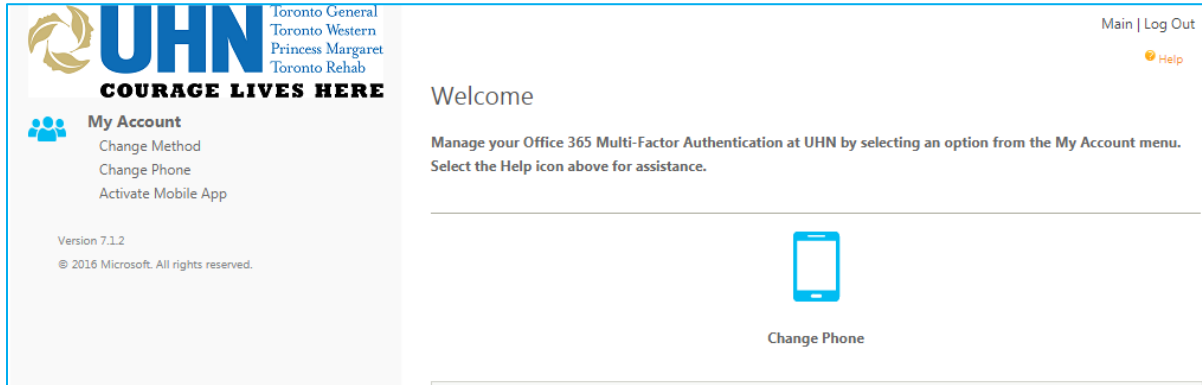 UHN
Toronto General
Toronto Western
Princess Margaret
Toronto Rehab
COURAGE LIVES HERE
Main | Log Out
? Help
My Account
Change Method
Change Phone
Activate Mobile App
Version 7.1.2
© 2016 Microsoft. All rights reserved.
Welcome
Manage your Office 365 Multi-Factor Authentication at UHN by selecting an option from the My Account menu.
Select the Help icon above for assistance.
Change Phone